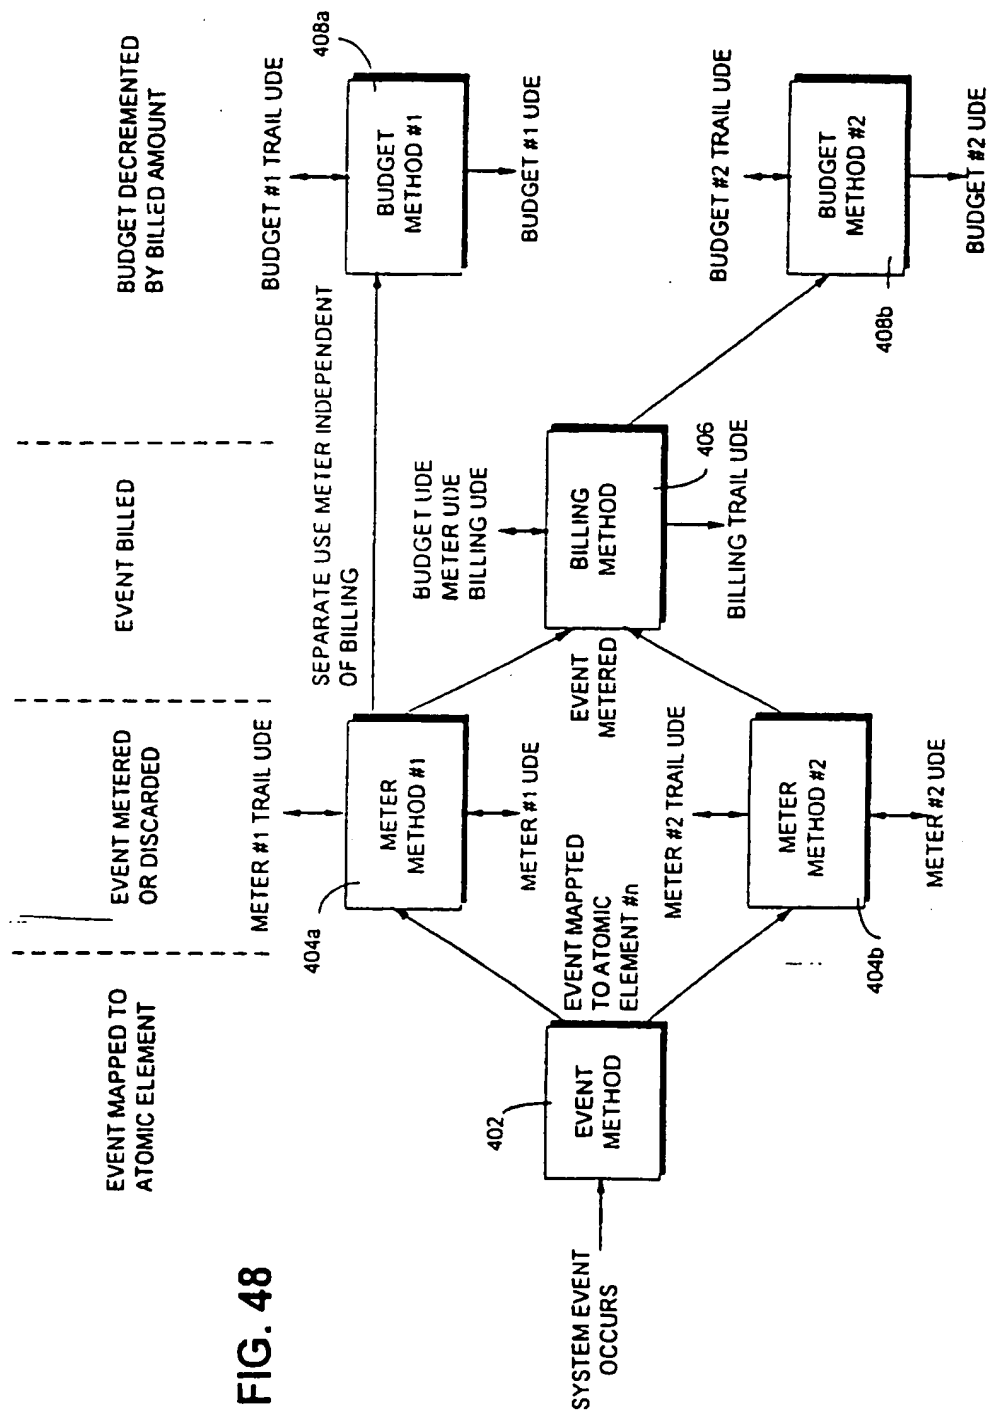 FIG. 48
EVENT MAPPED TO
ATOMIC ELEMENT
EVENT METERED
OR DISCARDED
EVENT BILLED
BUDGET DECREMENTED
BY BILLED AMOUNT
SYSTEM EVENT
OCCURS
402
EVENT
METHOD
EVENT MAPPTED
TO ATOMIC
ELEMENT #n
METER #1 TRAIL UDE
404a
METER
METHOD #1
METER #1 UDE
METER #2 TRAIL UDE
METER
METHOD #2
404b
METER #2 UDE
SEPARATE USE METER INDEPENDENT
OF BILLING
EVENT
METERED
BUDGET UDE
METER UDE
BILLING UDE
BILLING
METHOD
406
BILLING TRAIL UDE
BUDGET #1 TRAIL UDE
408a
BUDGET
METHOD #1
BUDGET #1 UDE
BUDGET #2 TRAIL UDE
BUDGET
METHOD #2
408b
BUDGET #2 UDE